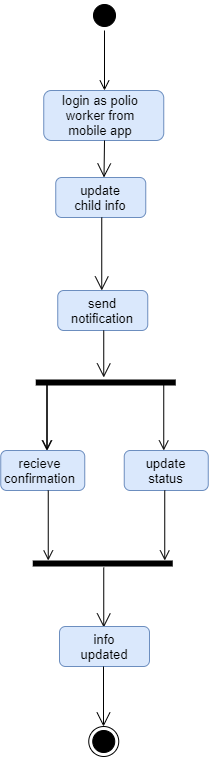 login as polio
worker from
mobile app
update
child info
send
notification
recieve
confirmation
update
status
info
updated